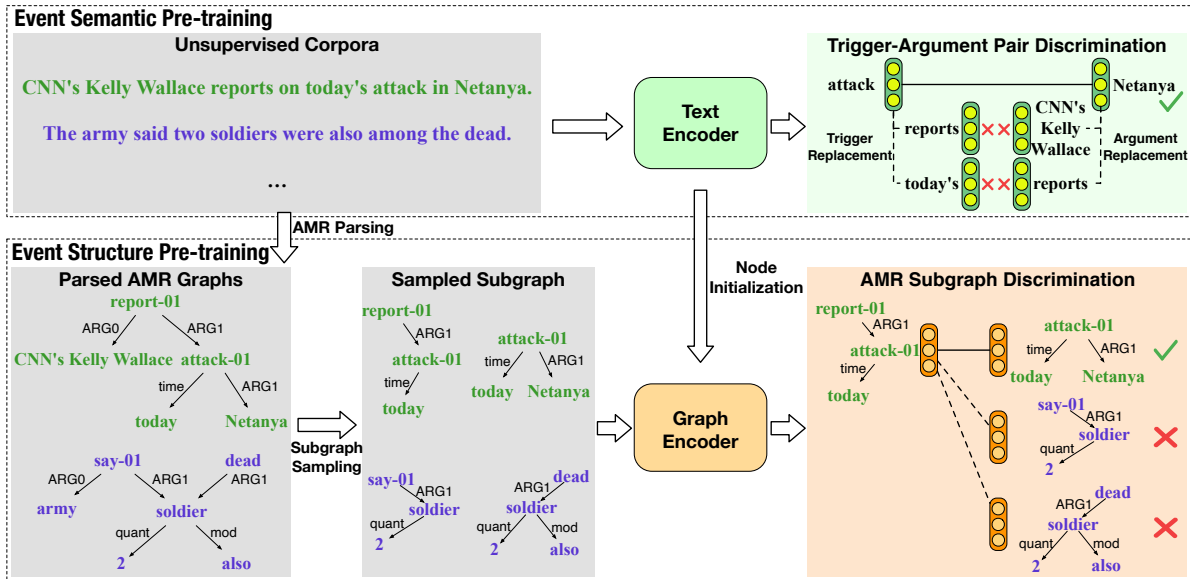 Event Semantic Pre-training
Unsupervised Corpora
CNN's Kelly Wallace reports on today's attack in Netanya.
The army said two soldiers were also among the dead.
...
Text
Encoder
Trigger-Argument Pair Discrimination
attack
Netanya
Trigger
Replacement
reports
CNN's
Kelly
Wallace
Argument
Replacement
today's
reports
AMR Parsing
Node
Initialization
Event Structure Pre-training
Parsed AMR Graphs
report-01
ARG0
ARG1
CNN's Kelly Wallace
attack-01
time
ARG1
today
Netanya
say-01
dead
ARG0
ARG1
ARG1
army
soldier
quant
mod
2
also
Subgraph
Sampling
Sampled Subgraph
report-01
ARG1
attack-01
time
today
attack-01
time
ARG1
today
Netanya
say-01
ARG1
soldier
quant
2
dead
ARG1
soldier
quant
mod
2
also
Graph
Encoder
AMR Subgraph Discrimination
report-01
ARG1
attack-01
time
today
attack-01
time
ARG1
today
Netanya
say-01
ARG1
soldier
quant
2
dead
ARG1
soldier
quant
mod
2
also